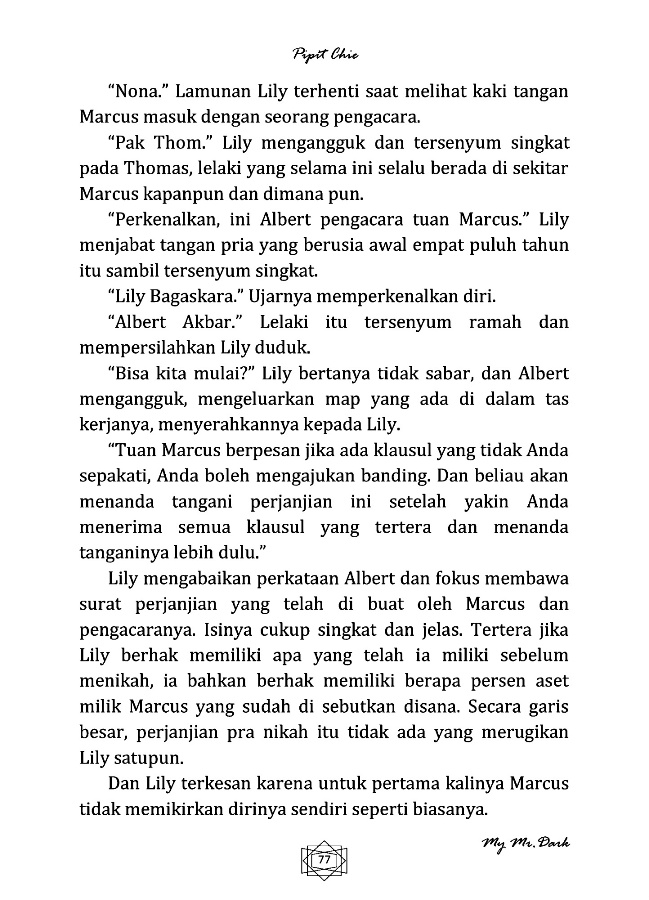 Pipit Chie
“Nona.” Lamunan Lily terhenti saat melihat kaki tangan
Marcus masuk dengan seorang pengacara.
“Pak Thom.” Lily mengangguk dan tersenyum singkat
pada Thomas, lelaki yang selama ini selalu berada di sekitar
Marcus kapanpun dan dimana pun.
“Perkenalkan, ini Albert pengacara tuan Marcus.” Lily
menjabat tangan pria yang berusia awal empat puluh tahun
itu sambil tersenyum singkat.
“Lily Bagaskara.” Ujarnya memperkenalkan diri.
“Albert Akbar.” Lelaki itu tersenyum ramah dan
mempersilahkan Lily duduk.
“Bisa kita mulai?” Lily bertanya tidak sabar, dan Albert
mengangguk, mengeluarkan map yang ada di dalam tas
kerjanya, menyerahkannya kepada Lily.
“Tuan Marcus berpesan jika ada klausul yang tidak Anda
sepakati, Anda boleh mengajukan banding. Dan beliau akan
menanda tangani perjanjian ini setelah yakin Anda
menerima semua klausul yang tertera dan menanda
tanganinya lebih dulu.”
Lily mengabaikan perkataan Albert dan fokus membawa
surat perjanjian yang telah di buat oleh Marcus dan
pengacaranya. Isinya cukup singkat dan jelas. Tertera jika
Lily berhak memiliki apa yang telah ia miliki sebelum
menikah, ia bahkan berhak memiliki berapa persen aset
milik Marcus yang sudah di sebutkan disana. Secara garis
besar, perjanjian pra nikah itu tidak ada yang merugikan
Lily satupun.
Dan Lily terkesan karena untuk pertama kalinya Marcus
tidak memikirkan dirinya sendiri seperti biasanya.
My Mr. Dark
77